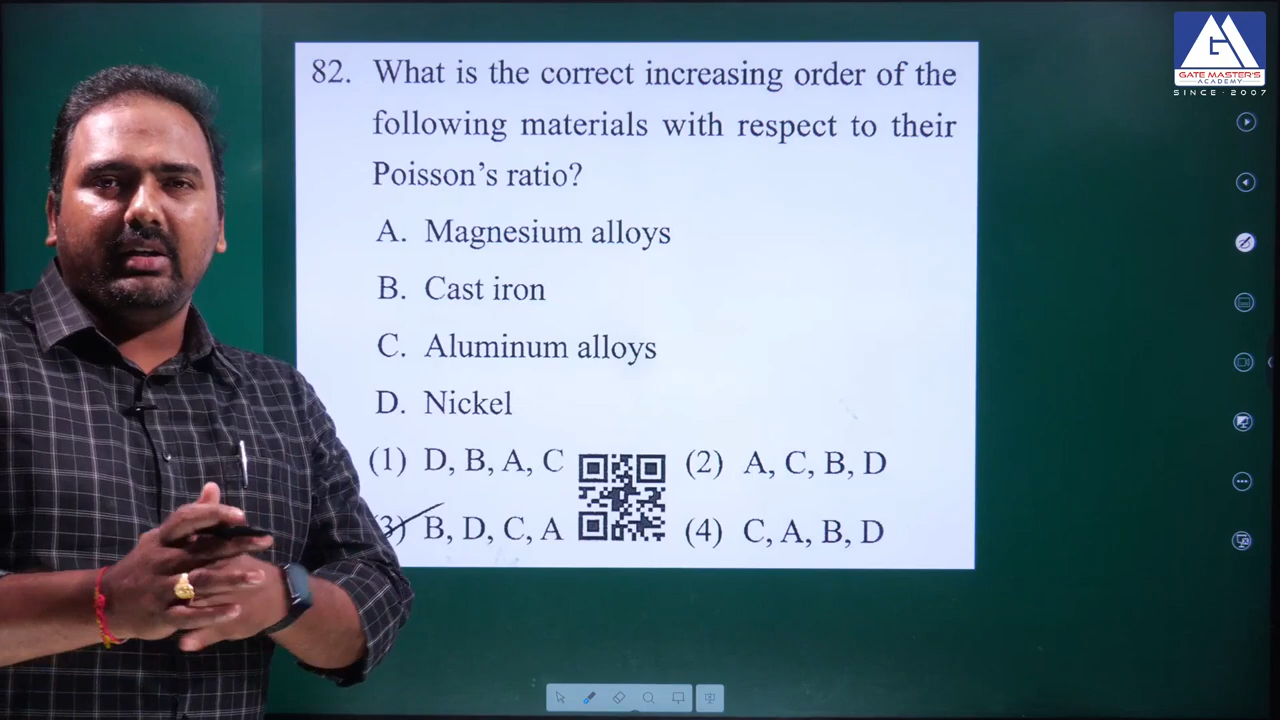 GATE MASTER'S
ACADEMY
SINCE - 2007
82. What is the correct increasing order of the
following materials with respect to their
Poisson's ratio?
A. Magnesium alloys
B. Cast iron
C. Aluminum alloys
D. Nickel
(1) D, B, A, C (2) A, C, B, D
(3) B, D, C, A (4) C, A, B, D